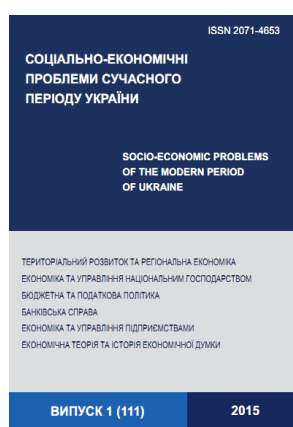 ISSN 2071-4653
СОЦІАЛЬНО-ЕКОНОМІЧНІ
ПРОБЛЕМИ СУЧАСНОГО
ПЕРІОДУ УКРАЇНИ
SOCIO-ECONOMIC PROBLEMS
OF THE MODERN PERIOD
OF UKRAINE
ТЕРИТОРІАЛЬНИЙ РОЗВИТОК ТА РЕГІОНАЛЬНА ЕКОНОМІКА
ЕКОНОМІКА ТА УПРАВЛІННЯ НАЦІОНАЛЬНИМ ГОСПОДАРСТВОМ
БЮДЖЕТНА ТА ПОДАТКОВА ПОЛІТИКА
БАНКІВСЬКА СПРАВА
ЕКОНОМІКА ТА УПРАВЛІННЯ ПІДПРИЄМСТВАМИ
ЕКОНОМІЧНА ТЕОРІЯ ТА ІСТОРІЯ ЕКОНОМІЧНОЇ ДУМКИ
ВИПУСК 1 (111)
2015